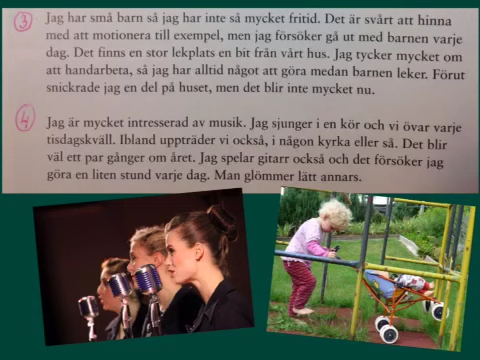 3 Jag har små barn så jag har inte så mycket fritid. Det är svårt att hinna
med att motionera till exempel, men jag försöker gå ut med barnen varje
dag. Det finns en stor lekplats en bit från vårt hus. Jag tycker mycket om
att handarbeta, så jag har alltid något att göra medan barnen leker. Förut
snickrade jag en del på huset, men det blir inte mycket nu.
4 Jag är mycket intresserad av musik. Jag sjunger i en kör och vi övar varje
tisdagskväll. Ibland uppträder vi också, i någon kyrka eller så. Det blir
väl ett par gånger om året. Jag spelar gitarr också och det försöker jag
göra en liten stund varje dag. Man glömmer lätt annars.